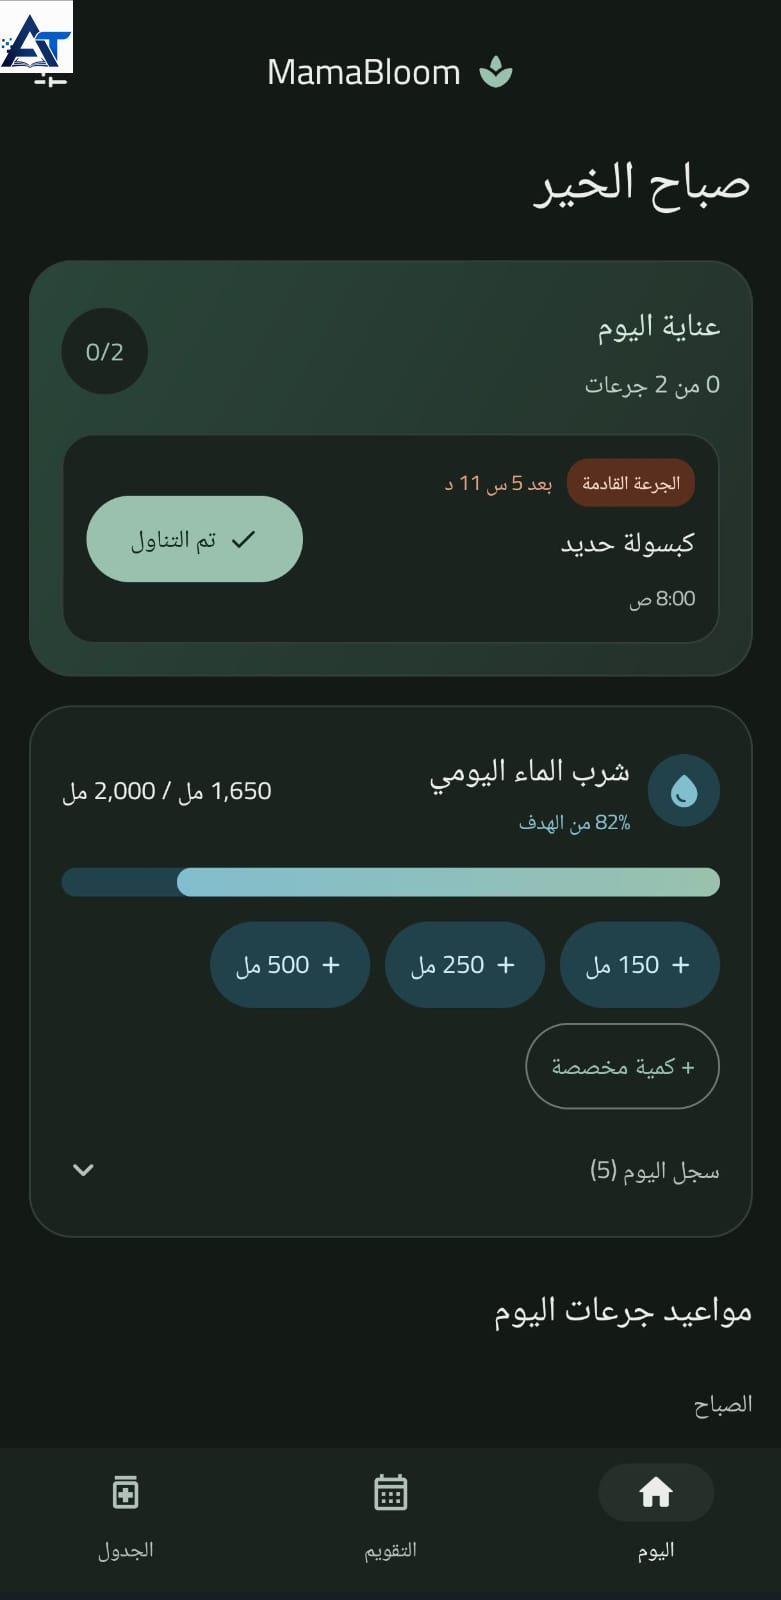 AT
MamaBloom
صباح الخير
عناية اليوم
0 من 2 جرعات
0/2
الجرعة القادمة
بعد 5 س 11 د
كبسولة حديد
8:00 ص
تم التناول
شرب الماء اليومي
82% من الهدف
1,650 مل / 2,000 مل
+ 150 مل
+ 250 مل
+ 500 مل
+ كمية مخصصة
سجل اليوم (5)
مواعيد جرعات اليوم
الصباح
اليوم
التقويم
الجدول